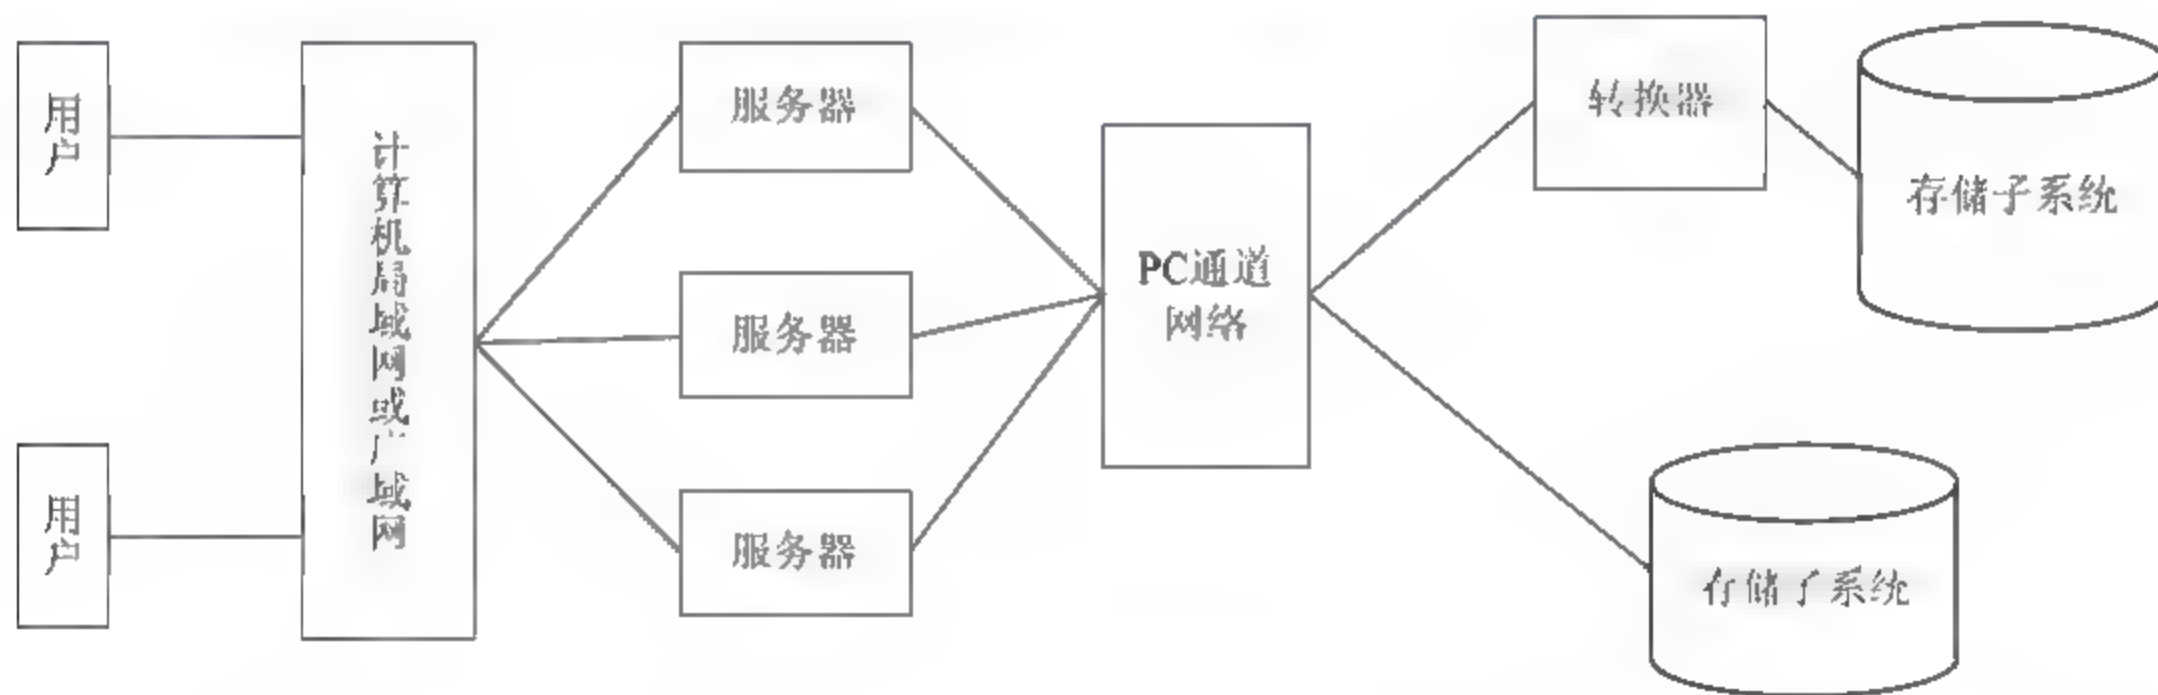 用户
计算机局域网或广域网
服务器
服务器
服务器
PC通道
网络
转换器
存储子系统
用户
存储了系统